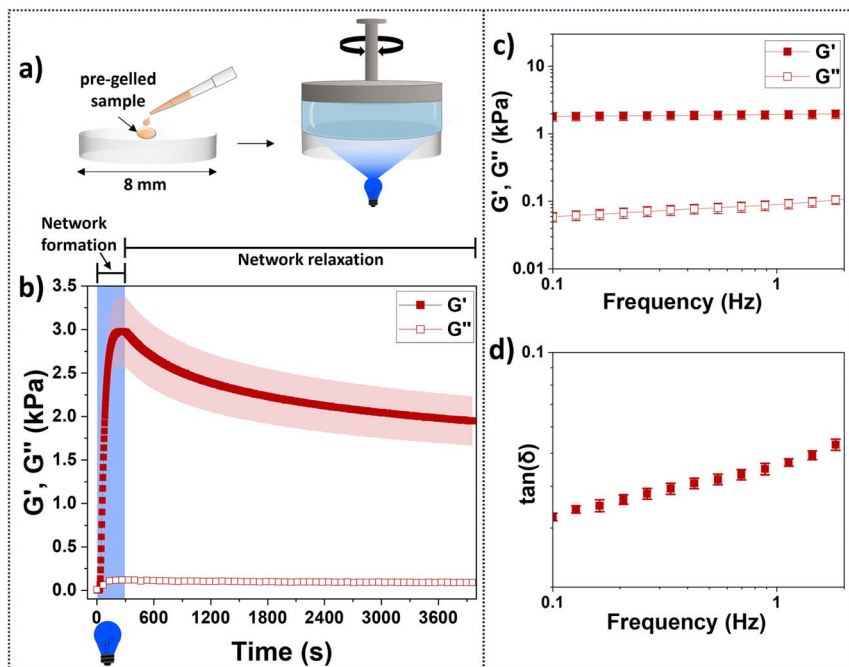 a)
pre-gelled
sample
8 mm
Network
formation
Network relaxation
b)
G'
G''
G', G'' (kPa)
3.5
3.0
2.5
2.0
1.5
1.0
0.5
0.0
0 600 1200 1800 2400 3000 3600
Time (s)
c)
G'
G''
G', G'' (kPa)
10
1
0.1
0.01
0.1 1
Frequency (Hz)
d)
0.1
tan(δ)
0.1 1
Frequency (Hz)